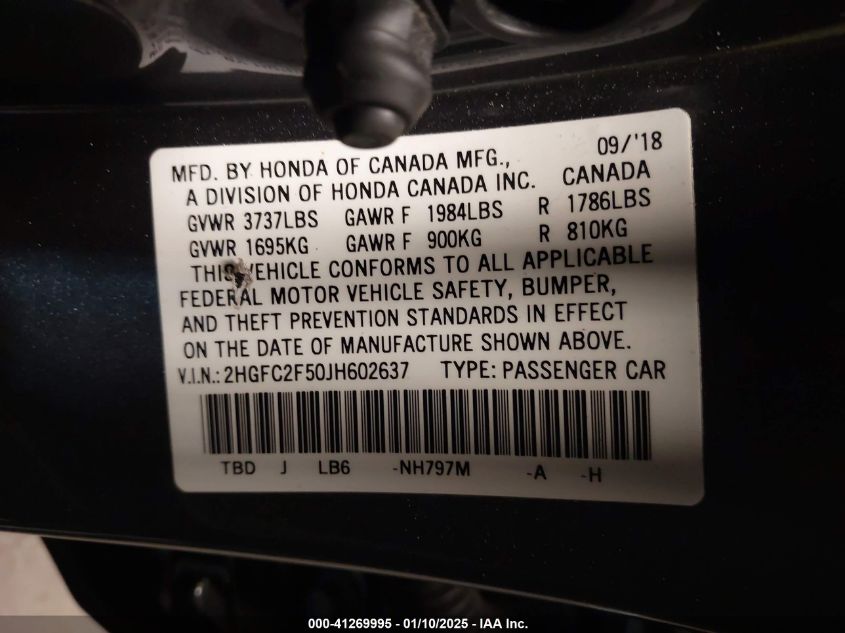 09/'18
MFD. BY HONDA OF CANADA MFG.,
A DIVISION OF HONDA CANADA INC. CANADA
GVWR 3737LBS GAWR F 1984LBS R 1786LBS
GVWR 1695KG GAWR F 900KG R 810KG
THIS VEHICLE CONFORMS TO ALL APPLICABLE
FEDERAL MOTOR VEHICLE SAFETY, BUMPER,
AND THEFT PREVENTION STANDARDS IN EFFECT
ON THE DATE OF MANUFACTURE SHOWN ABOVE.
V.I.N.: 2HGFC2F50JH602637 TYPE: PASSENGER CAR
TBD J LB6 -NH797M -A -H
000-41269995 - 01/10/2025 - IAA Inc.